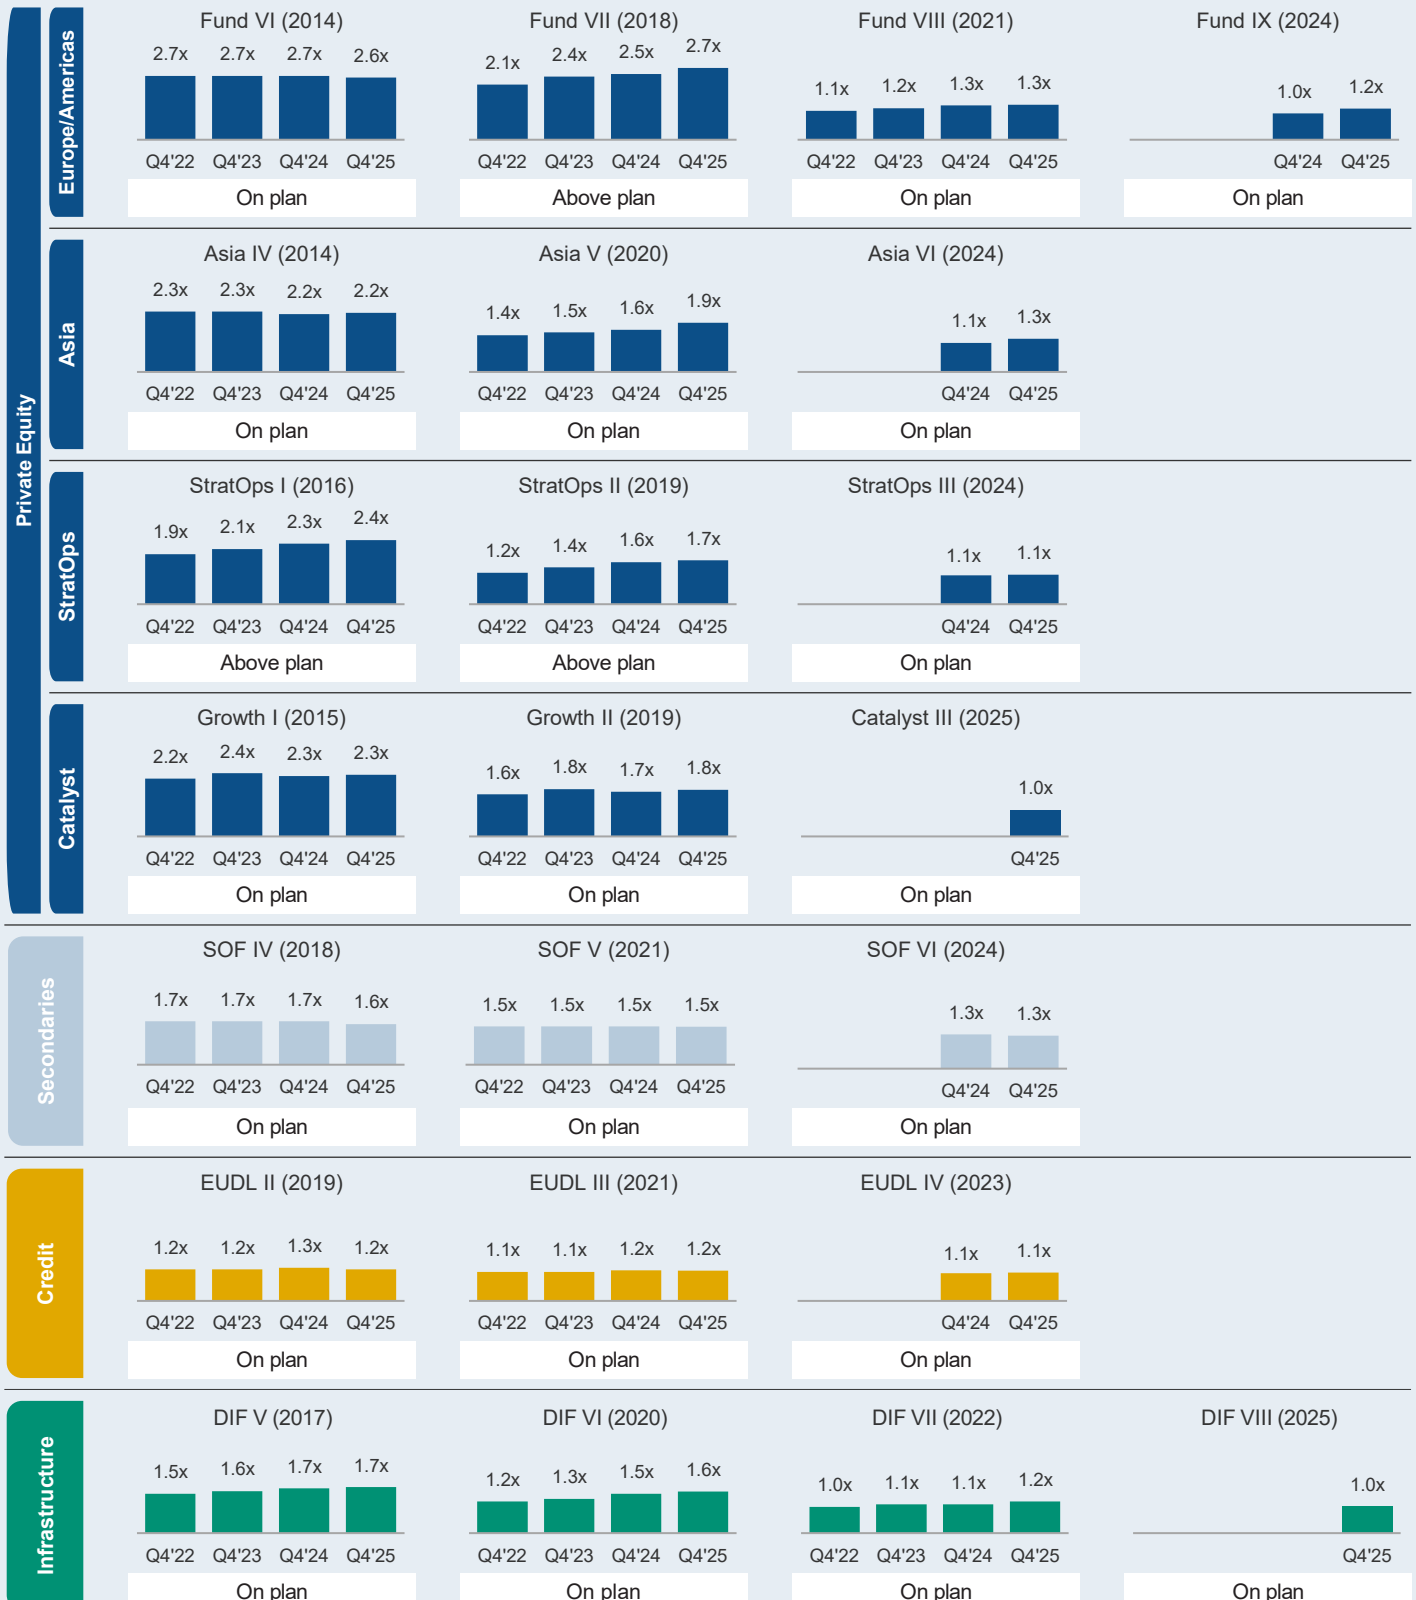 Private Equity
Europe/Americas
Fund VI (2014)
2.7x 2.7x 2.7x 2.6x
Q4'22 Q4'23 Q4'24 Q4'25
On plan
Fund VII (2018)
2.1x 2.4x 2.5x 2.7x
Q4'22 Q4'23 Q4'24 Q4'25
Above plan
Fund VIII (2021)
1.1x 1.2x 1.3x 1.3x
Q4'22 Q4'23 Q4'24 Q4'25
On plan
Fund IX (2024)
1.0x 1.2x
Q4'24 Q4'25
On plan
Asia
Asia IV (2014)
2.3x 2.3x 2.2x 2.2x
Q4'22 Q4'23 Q4'24 Q4'25
On plan
Asia V (2020)
1.4x 1.5x 1.6x 1.9x
Q4'22 Q4'23 Q4'24 Q4'25
On plan
Asia VI (2024)
1.1x 1.3x
Q4'24 Q4'25
On plan
StratOps
StratOps I (2016)
1.9x 2.1x 2.3x 2.4x
Q4'22 Q4'23 Q4'24 Q4'25
Above plan
StratOps II (2019)
1.2x 1.4x 1.6x 1.7x
Q4'22 Q4'23 Q4'24 Q4'25
Above plan
StratOps III (2024)
1.1x 1.1x
Q4'24 Q4'25
On plan
Catalyst
Growth I (2015)
2.2x 2.4x 2.3x 2.3x
Q4'22 Q4'23 Q4'24 Q4'25
On plan
Growth II (2019)
1.6x 1.8x 1.7x 1.8x
Q4'22 Q4'23 Q4'24 Q4'25
On plan
Catalyst III (2025)
1.0x
Q4'25
On plan
Secondaries
SOF IV (2018)
1.7x 1.7x 1.7x 1.6x
Q4'22 Q4'23 Q4'24 Q4'25
On plan
SOF V (2021)
1.5x 1.5x 1.5x 1.5x
Q4'22 Q4'23 Q4'24 Q4'25
On plan
SOF VI (2024)
1.3x 1.3x
Q4'24 Q4'25
On plan
Credit
EUDL II (2019)
1.2x 1.2x 1.3x 1.2x
Q4'22 Q4'23 Q4'24 Q4'25
On plan
EUDL III (2021)
1.1x 1.1x 1.2x 1.2x
Q4'22 Q4'23 Q4'24 Q4'25
On plan
EUDL IV (2023)
1.1x 1.1x
Q4'24 Q4'25
On plan
Infrastructure
DIF V (2017)
1.5x 1.6x 1.7x 1.7x
Q4'22 Q4'23 Q4'24 Q4'25
On plan
DIF VI (2020)
1.2x 1.3x 1.5x 1.6x
Q4'22 Q4'23 Q4'24 Q4'25
On plan
DIF VII (2022)
1.0x 1.1x 1.1x 1.2x
Q4'22 Q4'23 Q4'24 Q4'25
On plan
DIF VIII (2025)
1.0x
Q4'25
On plan